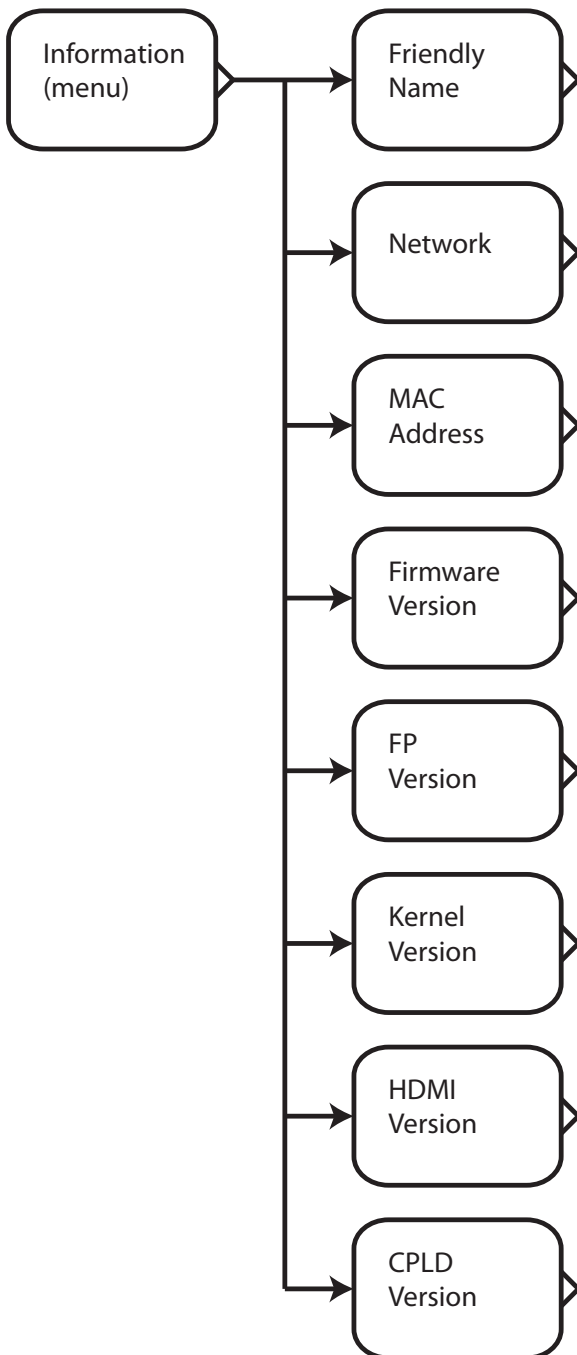 Information
(menu)
Friendly
Name
Network
MAC
Address
Firmware
Version
FP
Version
Kernel
Version
HDMI
Version
CPLD
Version